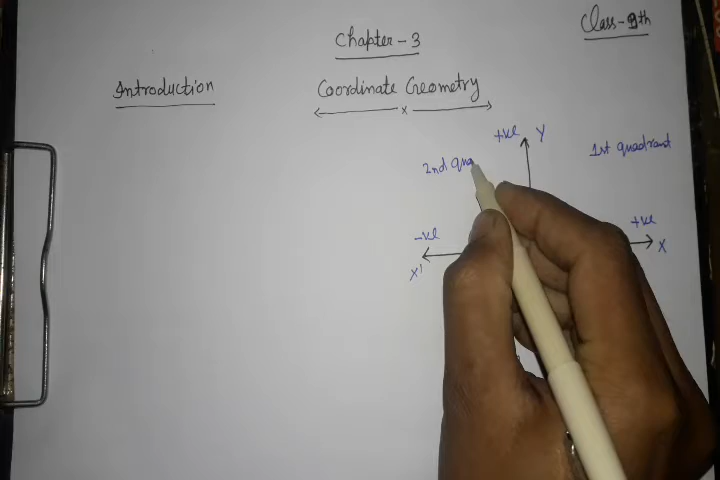 Class-9th
Chapter-3
Introduction
Coordinate Geometry
x
+ve Y
1st quadrant
2nd qua
-ve
+ve
X
X'